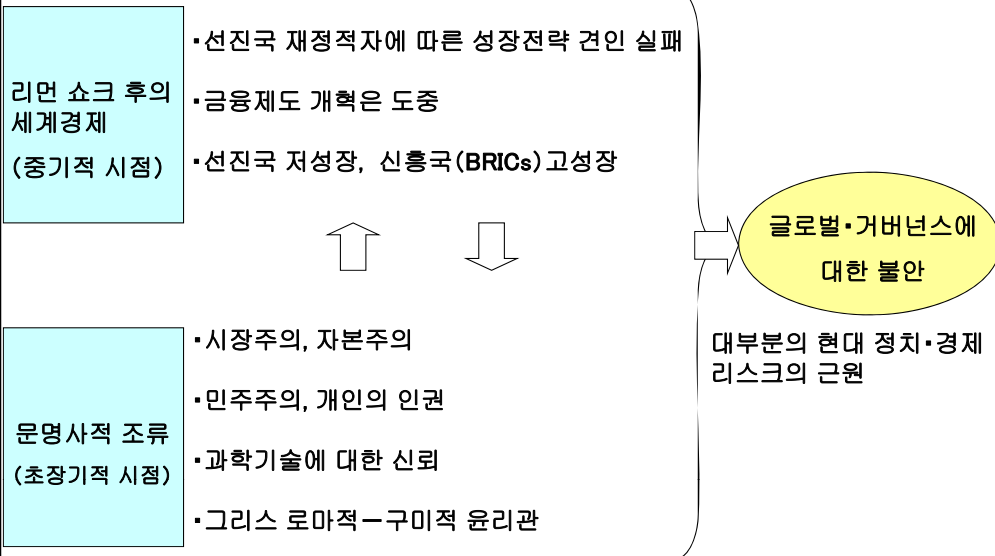 리먼 쇼크 후의
세계경제
(중기적 시점)
▪선진국 재정적자에 따른 성장전략 견인 실패
▪금융제도 개혁은 도중
▪선진국 저성장, 신흥국(BRICs)고성장
글로벌▪거버넌스에
대한 불안
대부분의 현대 정치▪경제
리스크의 근원
문명사적 조류
(초장기적 시점)
▪시장주의, 자본주의
▪민주주의, 개인의 인권
▪과학기술에 대한 신뢰
▪그리스 로마적ー구미적 윤리관